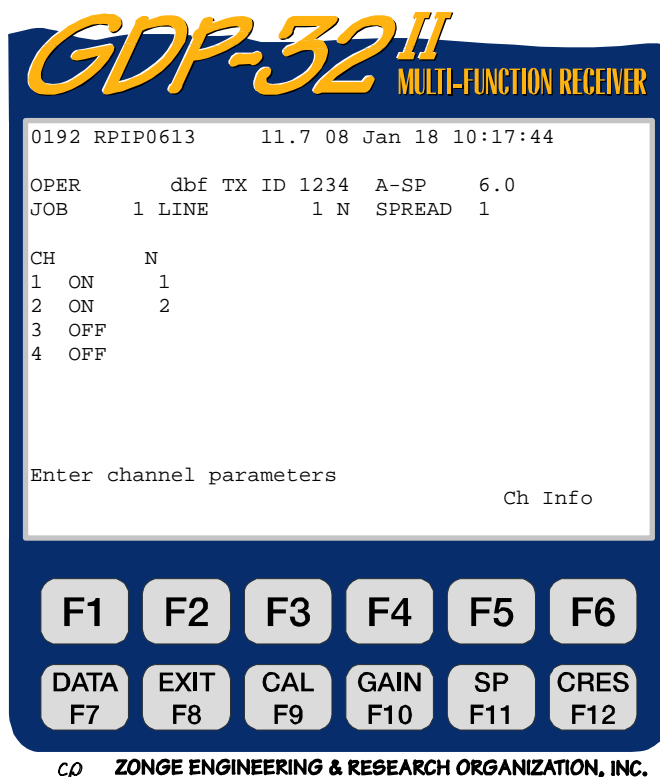 GDP-32 II
MULTI-FUNCTION RECEIVER
0192 RPIP0613 11.7 08 Jan 18 10:17:44
OPER dbf TX ID 1234 A-SP 6.0
JOB 1 LINE 1 N SPREAD 1
CH N
1 ON 1
2 ON 2
3 OFF
4 OFF
Enter channel parameters
Ch Info
F1 F2 F3 F4 F5 F6
DATA EXIT CAL GAIN SP CRES
F7 F8 F9 F10 F11 F12
ZONGE ENGINEERING & RESEARCH ORGANIZATION, INC.